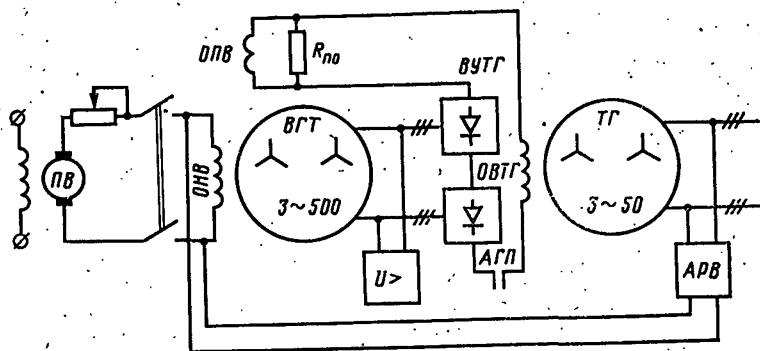 ОПВ
Rпо
ВУТГ
ВГТ
ТГ
ПВ
ОНВ
ОВТГ
3~500
3~50
АГП
U>
АРВ